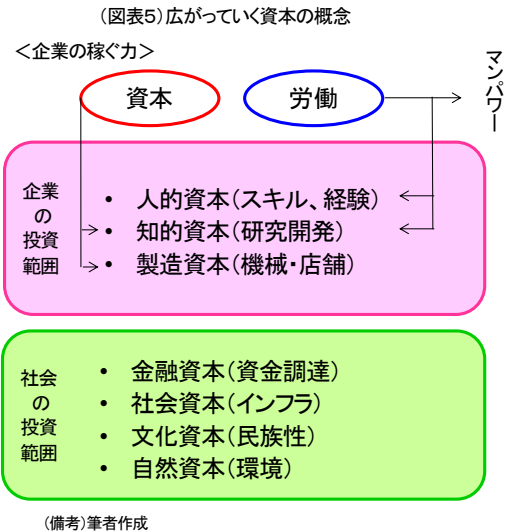 (図表5)広がっていく資本の概念
<企業の稼ぐ力>
資本
労働
マンパワー
企業
の
投資
範囲
• 人的資本(スキル、経験)
• 知的資本(研究開発)
• 製造資本(機械・店舗)
社会
の
投資
範囲
• 金融資本(資金調達)
• 社会資本(インフラ)
• 文化資本(民族性)
• 自然資本(環境)
(備考)筆者作成